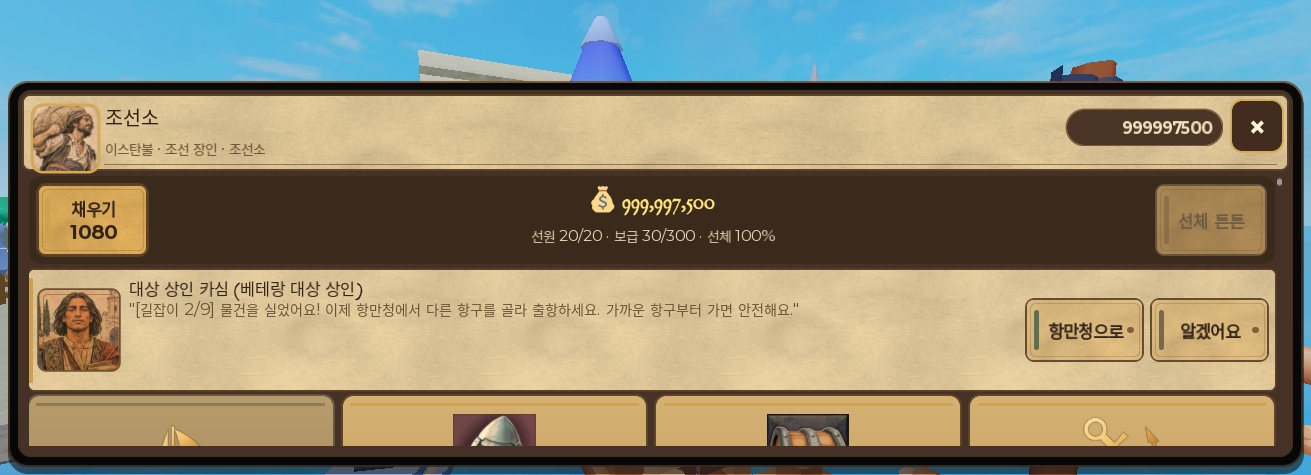 조선소
이스탄불 · 조선 장인 · 조선소
999997500
×
채우기
1080
999,997,500
선원 20/20 · 보급 30/300 · 선체 100%
선체 튼튼
대상 상인 카심 (베테랑 대상 상인)
"[길잡이 2/9] 물건을 실었어요! 이제 항만청에서 다른 항구를 골라 출항하세요. 가까운 항구부터 가면 안전해요."
항만청으로
알겠어요